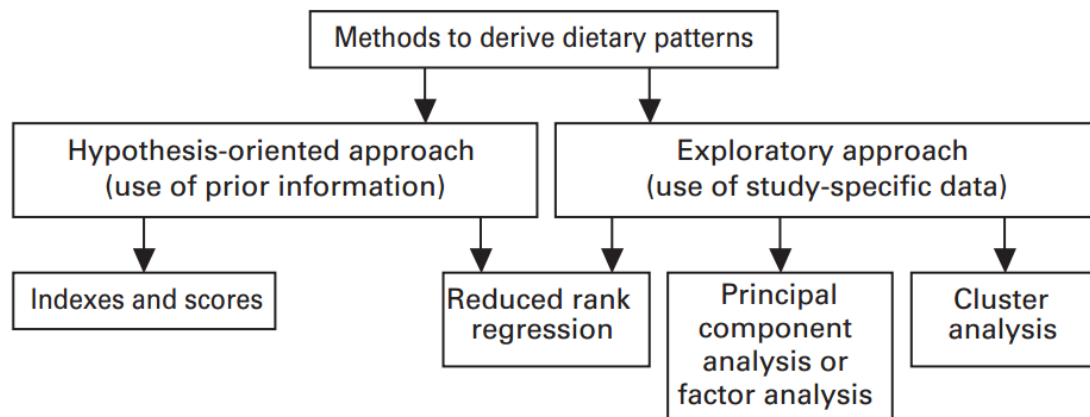 Methods to derive dietary patterns
Hypothesis-oriented approach
(use of prior information)
Exploratory approach
(use of study-specific data)
Indexes and scores
Reduced rank
regression
Principal
component
analysis or
factor analysis
Cluster
analysis